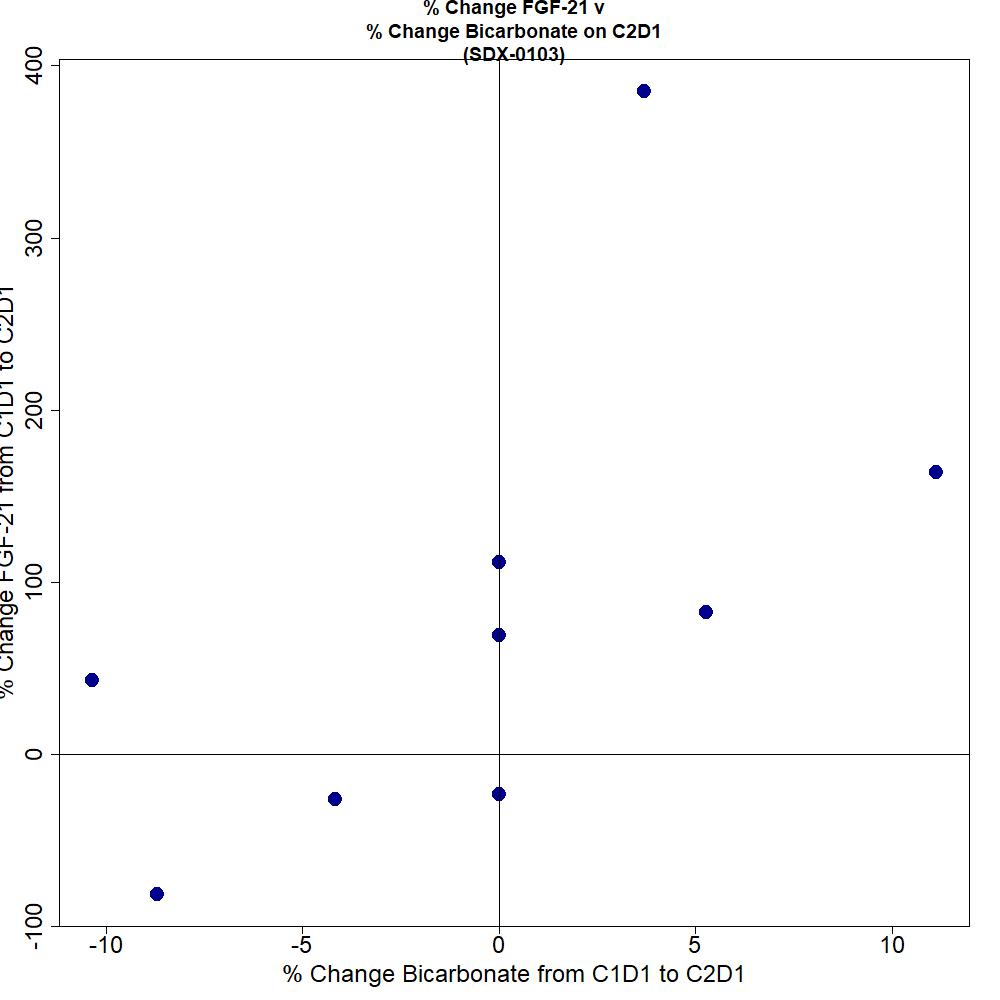 % Change FGF-21 v
% Change Bicarbonate on C2D1
(SDX-0103)
% Change FGF-21 from C1D1 to C2D1
400
300
200
100
0
-100
-10
-5
0
5
10
% Change Bicarbonate from C1D1 to C2D1